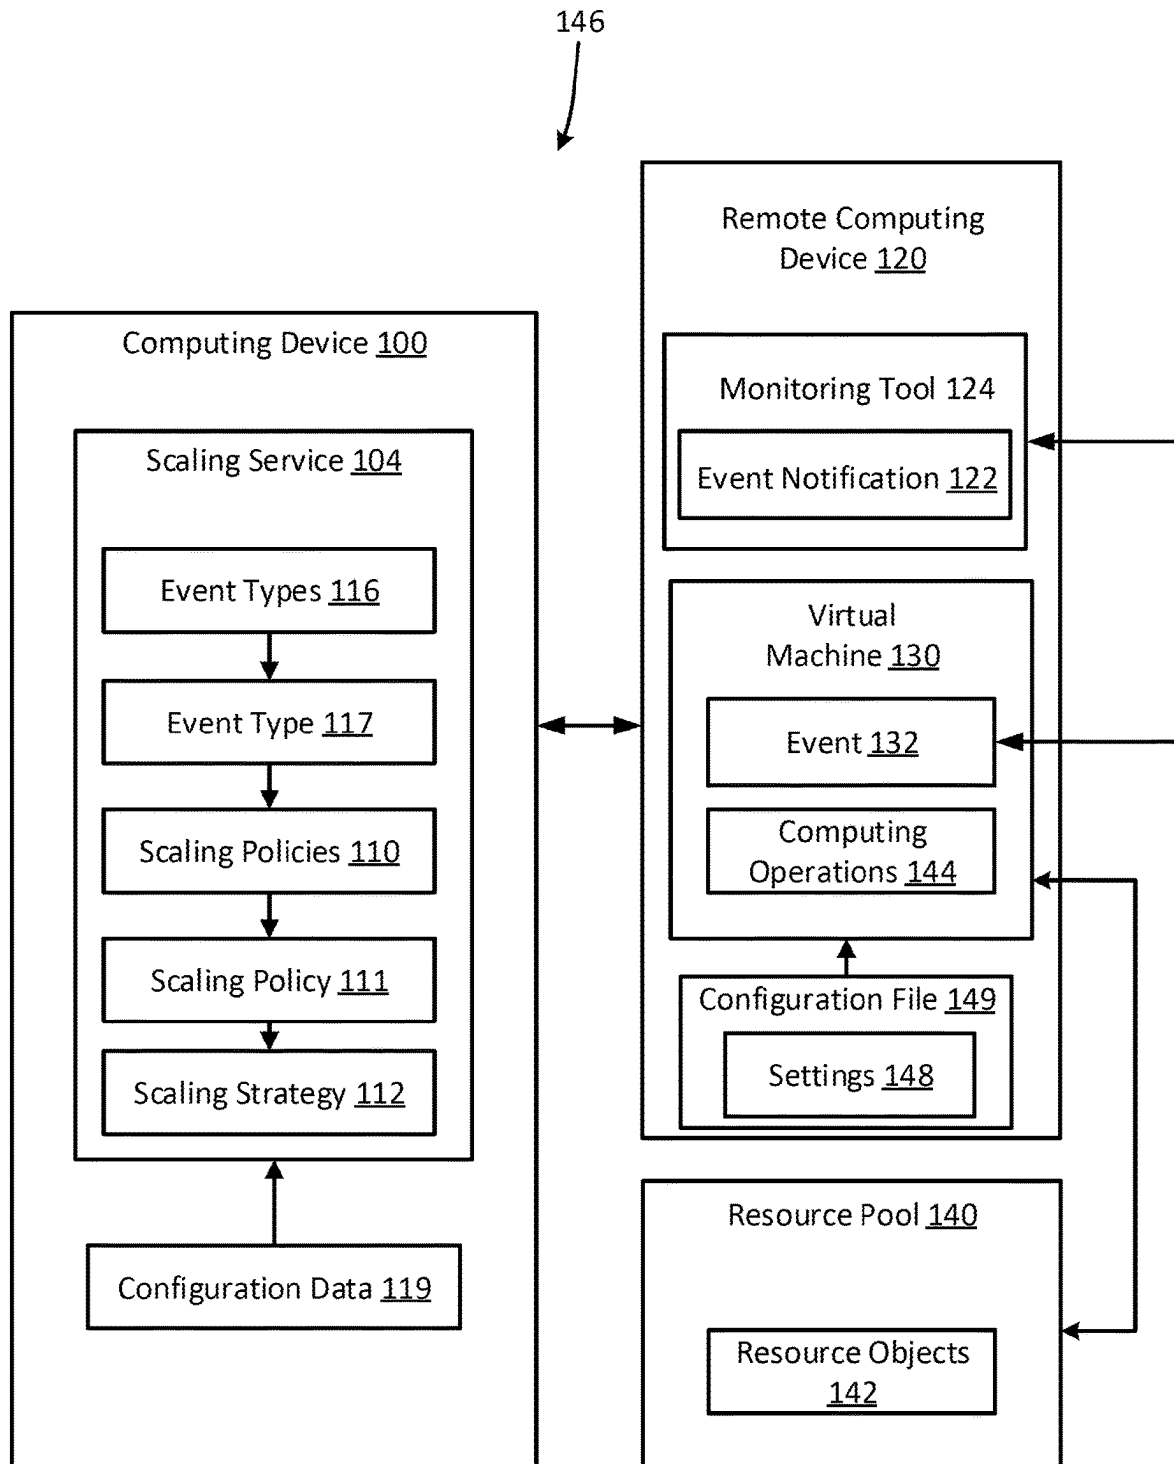 146
Computing Device 100
Scaling Service 104
Event Types 116
Event Type 117
Scaling Policies 110
Scaling Policy 111
Scaling Strategy 112
Configuration Data 119
Remote Computing
Device 120
Monitoring Tool 124
Event Notification 122
Virtual
Machine 130
Event 132
Computing
Operations 144
Configuration File 149
Settings 148
Resource Pool 140
Resource Objects
142